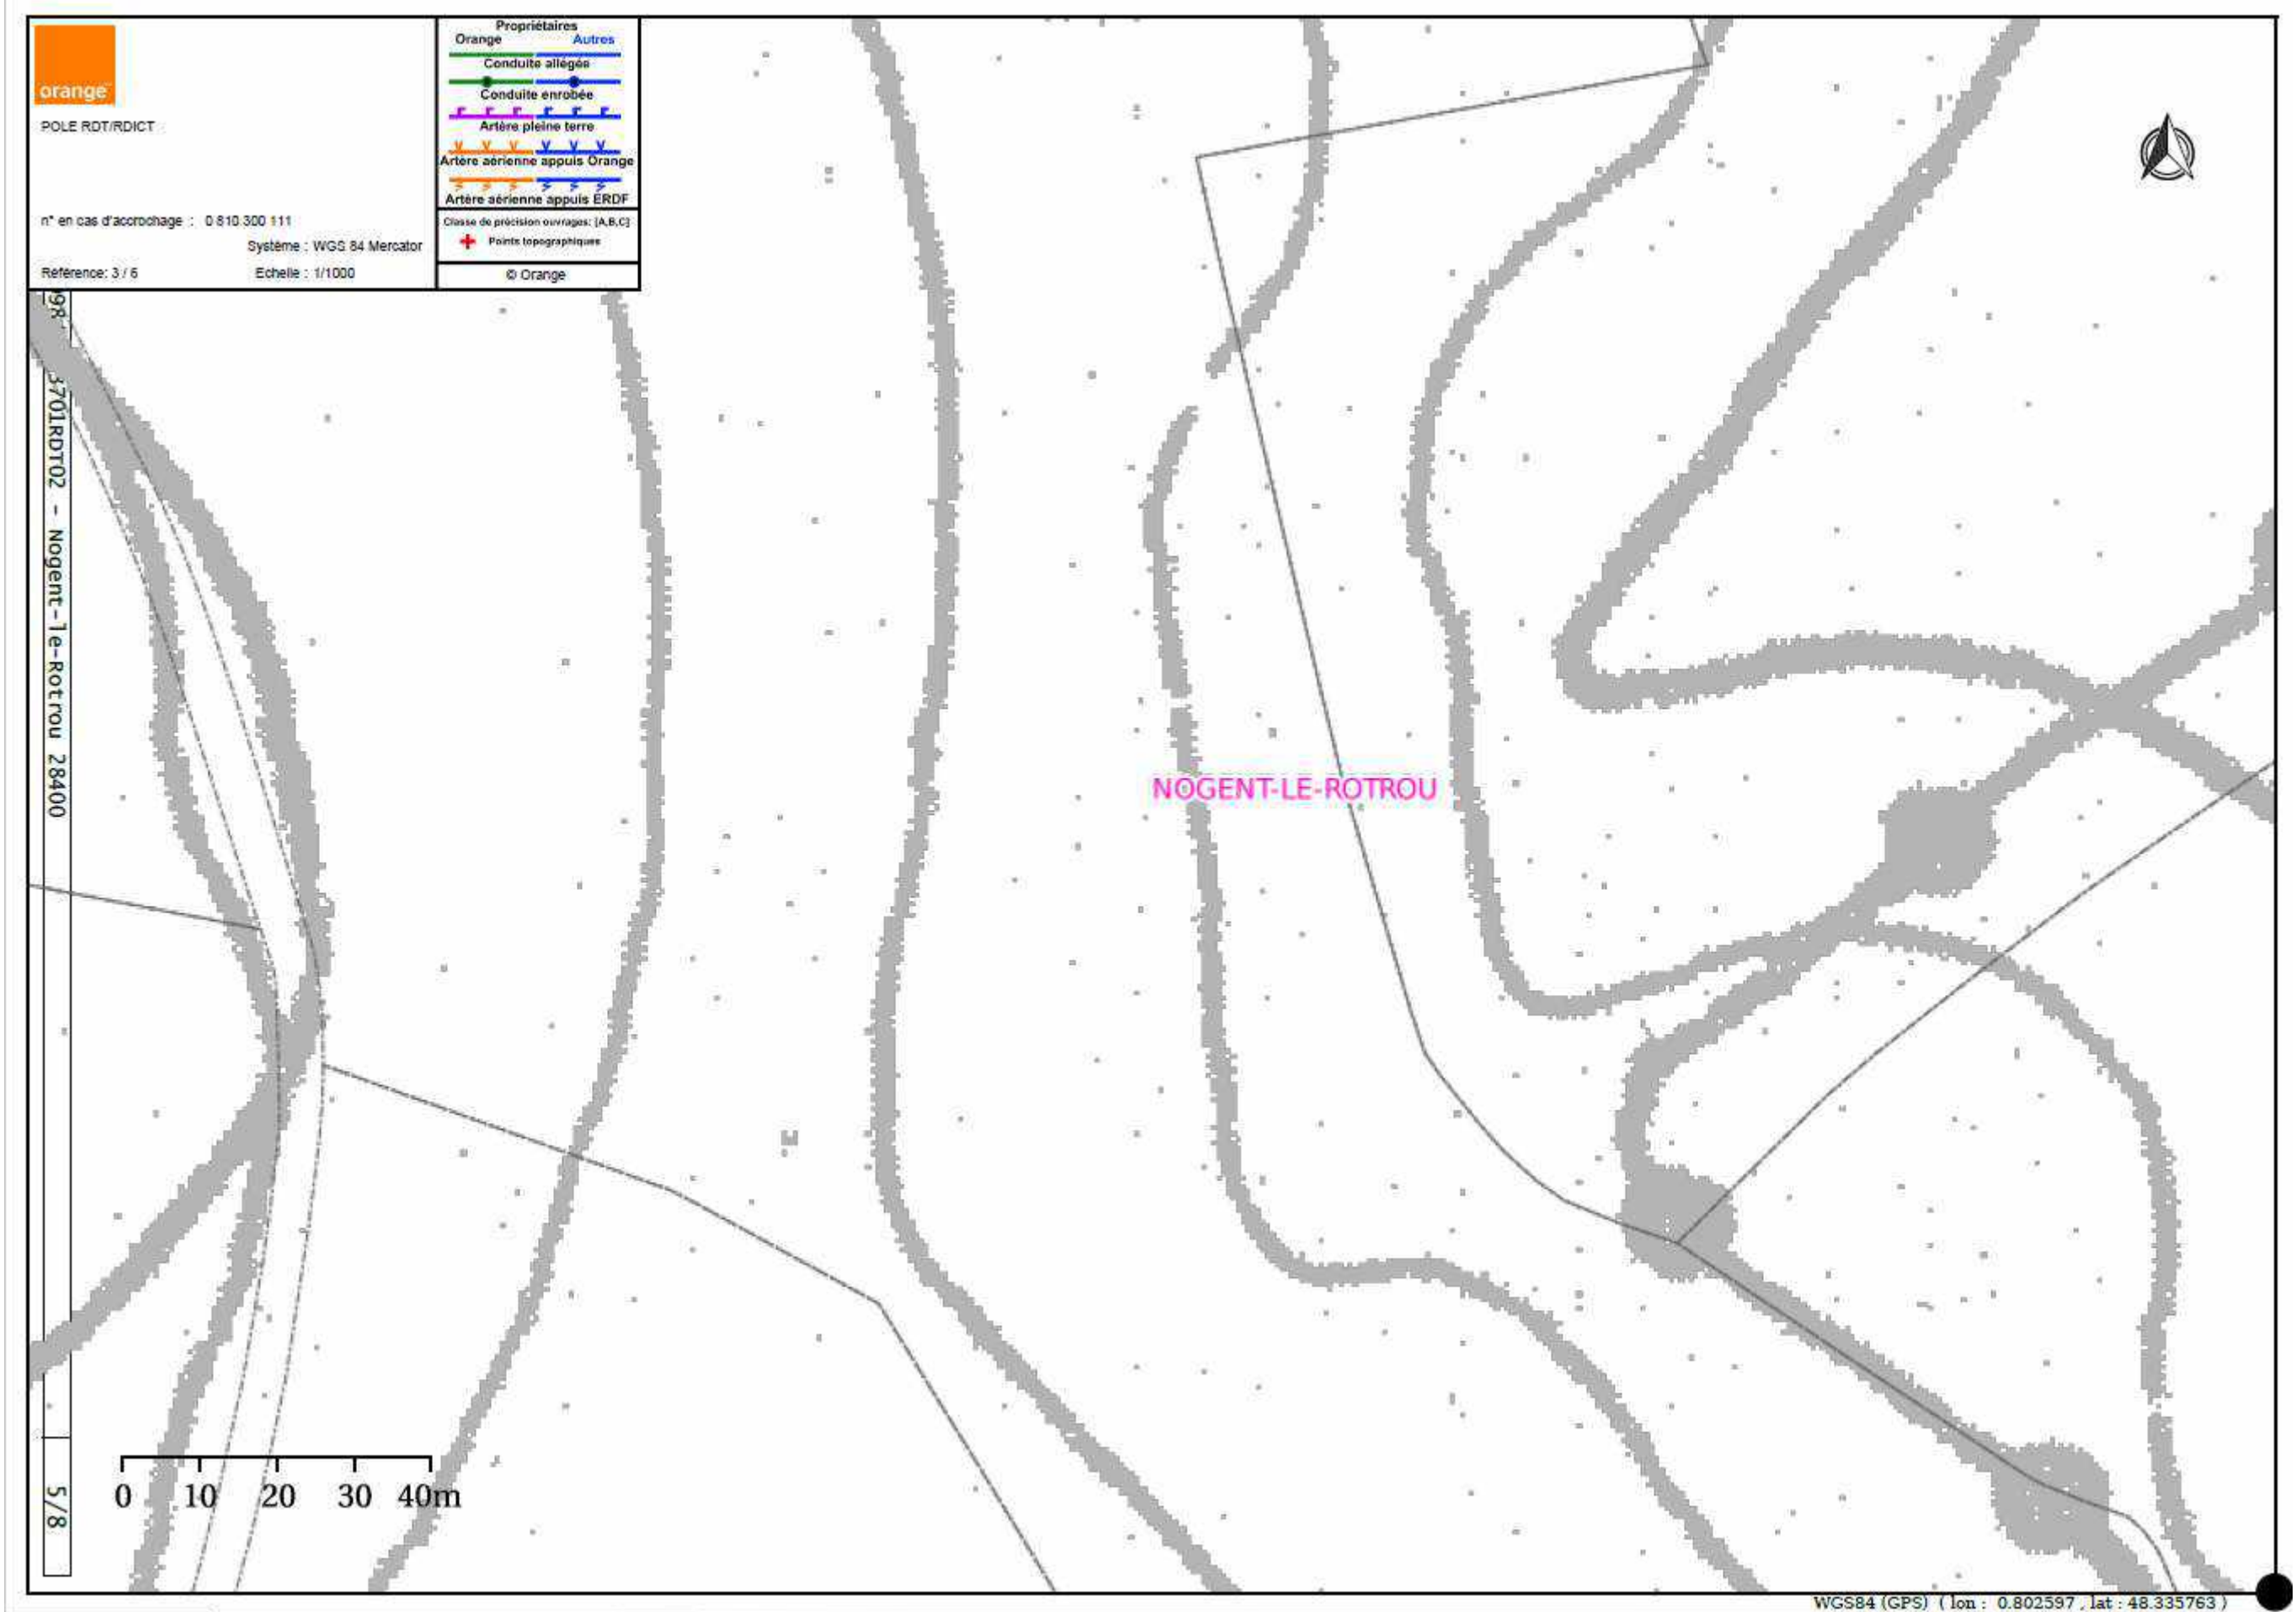 orange
POLE RDT/RDICT
n° en cas d'accrochage : 0 810 300 111
Système : WGS 84 Mercator
Réference: 3 / 6 Echelle : 1/1000
Propriétaires
Orange Autres
Conduite allégée
Conduite enrobée
Artère pleine terre
Artère aérienne appuis Orange
Artère aérienne appuis ERDF
Classe de précision ouvrages: [A,B,C]
Points topographiques
© Orange
3701RDT02 - Nogent-le-Rotrou 28400
5/8
NOGENT-LE-ROTROU
0 10 20 30 40m
WGS84 (GPS) ( lon : 0.802597 , lat : 48.335763 )